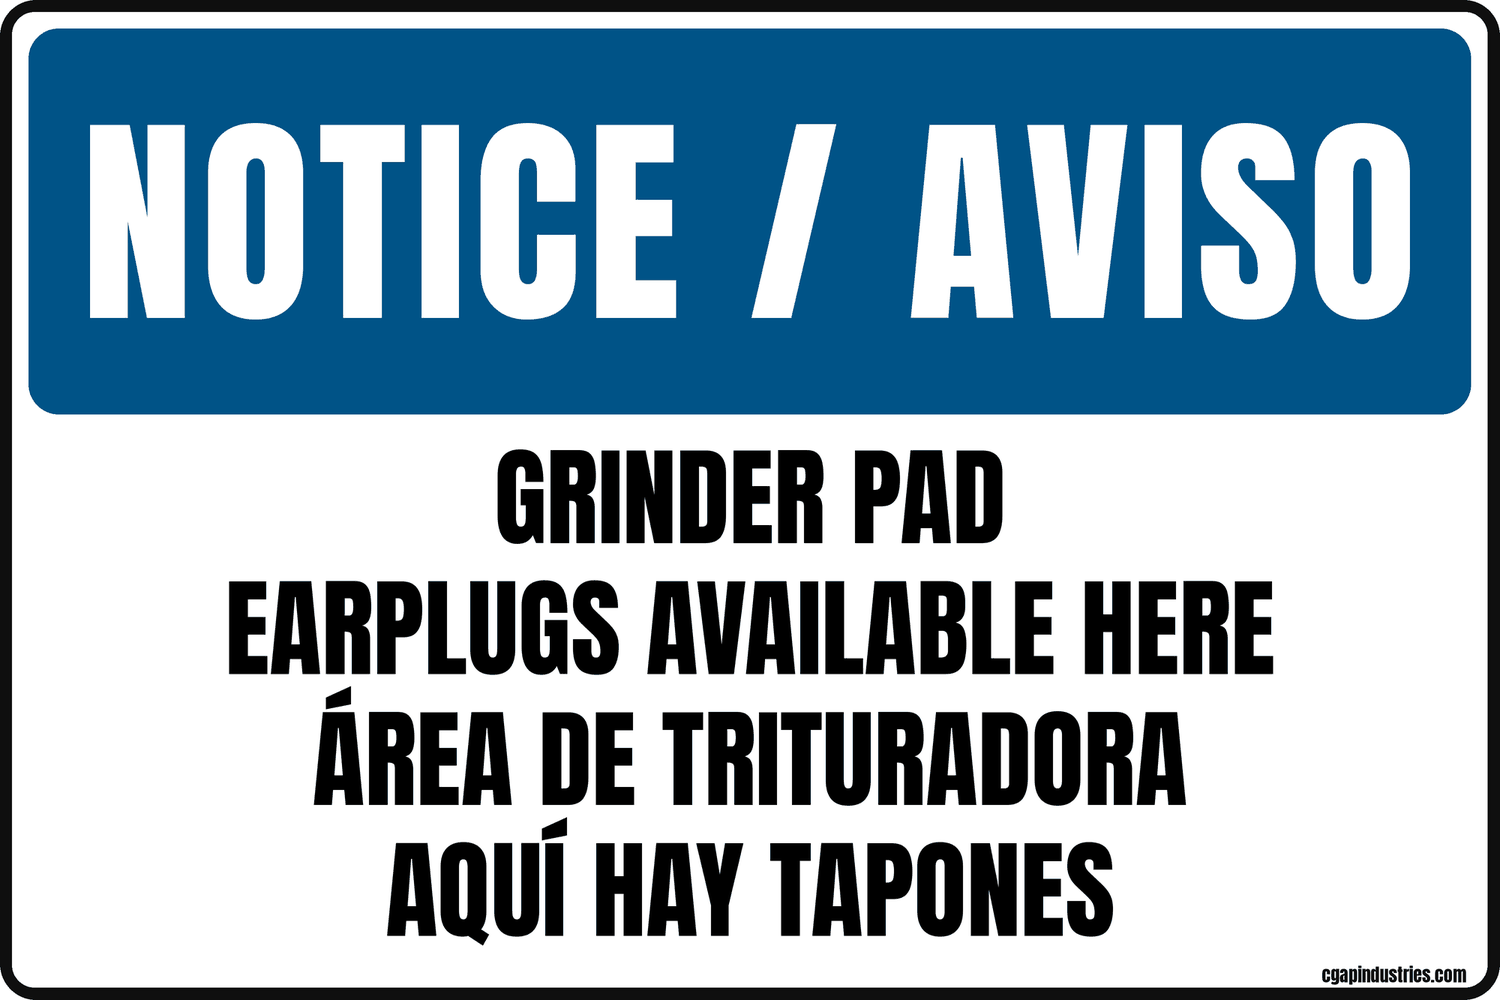 NOTICE / AVISO
GRINDER PAD
EARPLUGS AVAILABLE HERE
ÁREA DE TRITURADORA
AQUÍ HAY TAPONES
cgapindustries.com